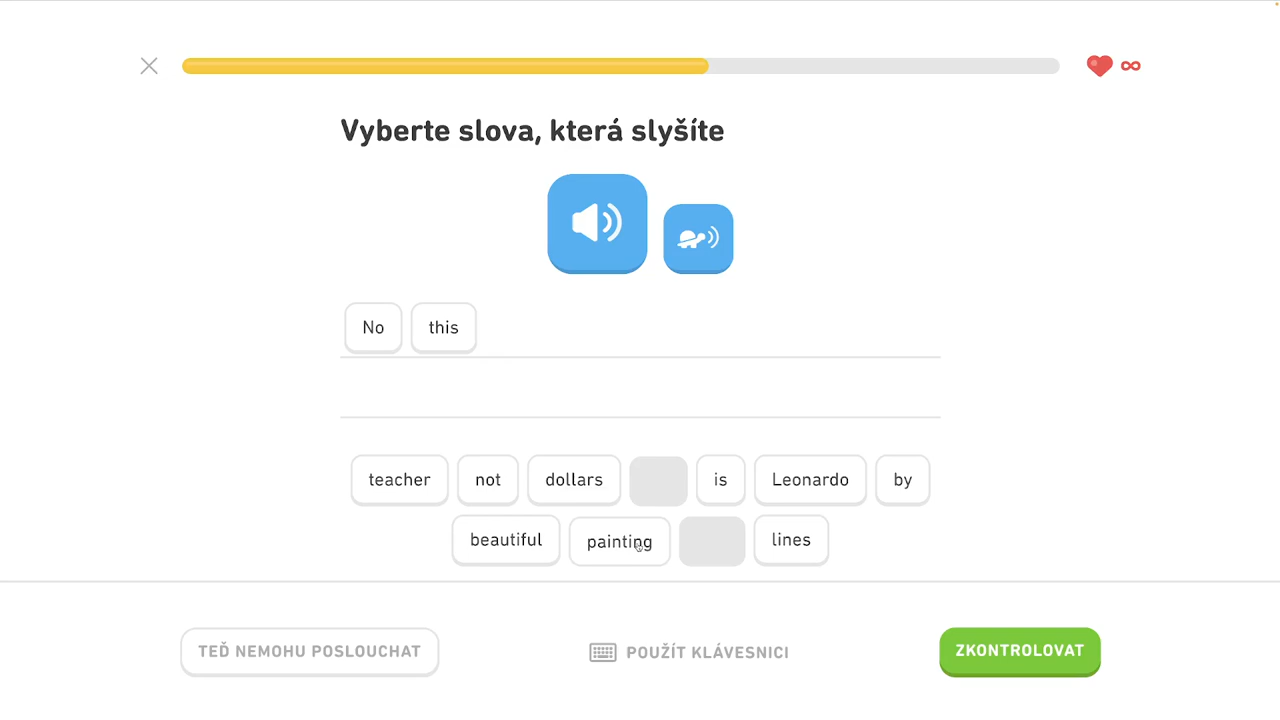 Vyberte slova, která slyšíte
No this
teacher not dollars is Leonardo by
beautiful painting lines
TEĎ NEMOHU POSLOUCHAT POUŽÍT KLÁVESNICI ZKONTROLOVAT